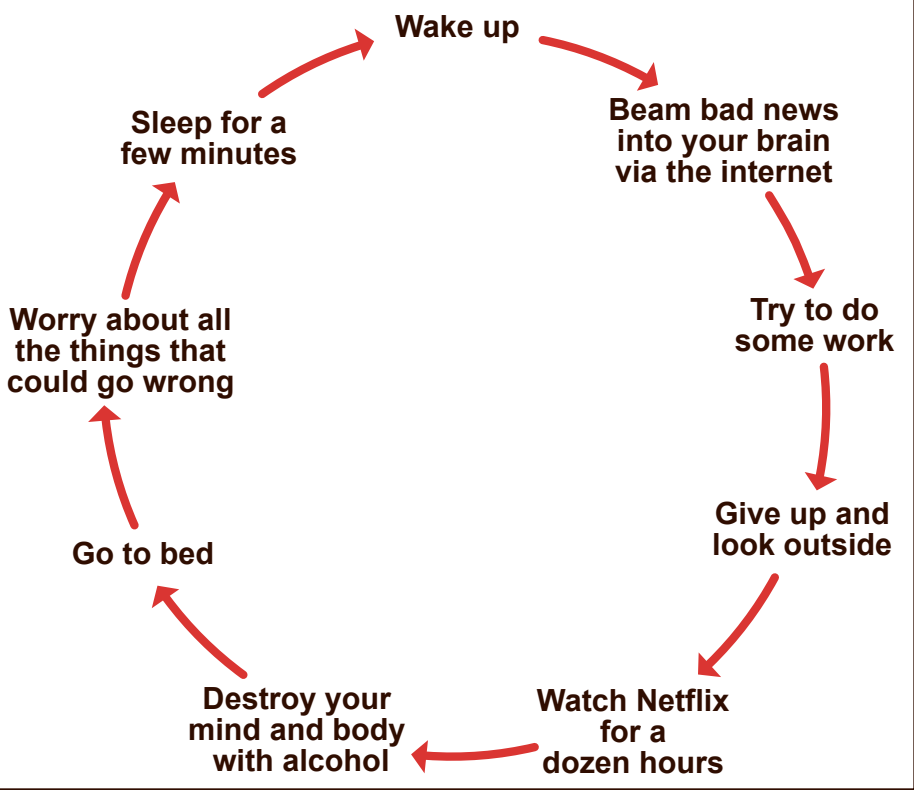 Wake up
Beam bad news
into your brain
via the internet
Try to do
some work
Give up and
look outside
Watch Netflix
for a
dozen hours
Destroy your
mind and body
with alcohol
Go to bed
Worry about all
the things that
could go wrong
Sleep for a
few minutes